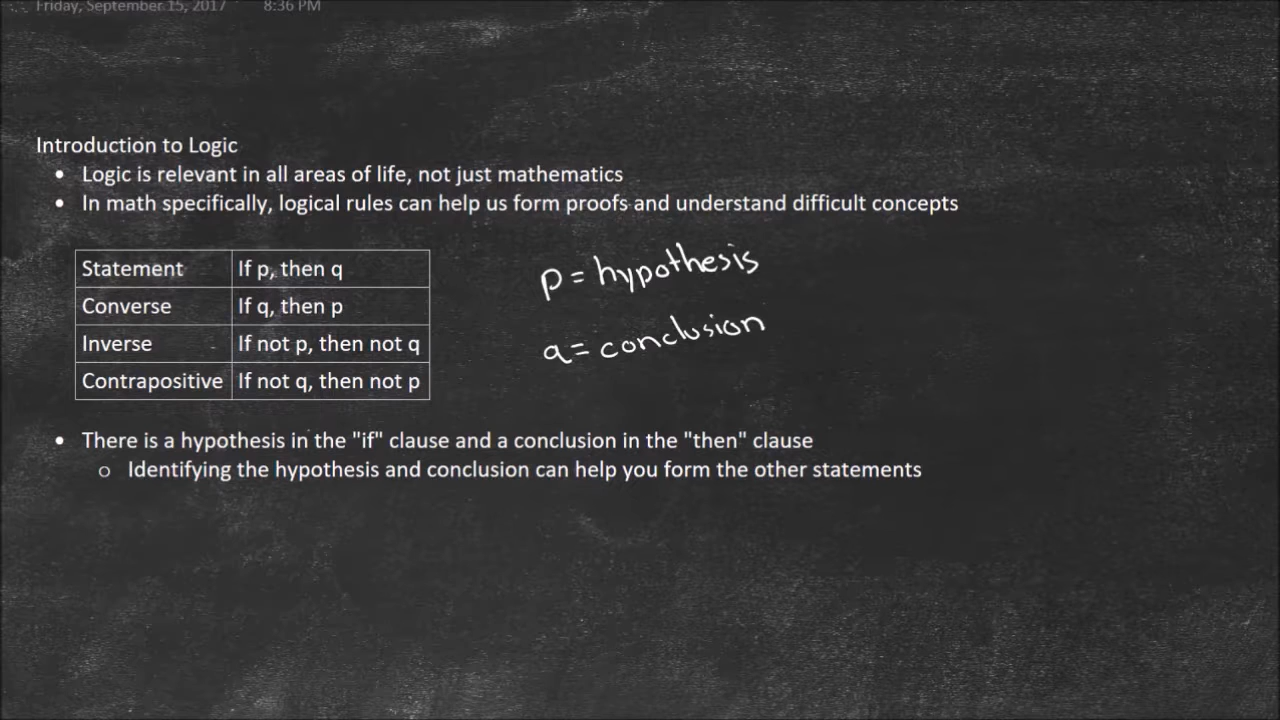 Friday, September 15, 2017 8:36 PM
Introduction to Logic
• Logic is relevant in all areas of life, not just mathematics
• In math specifically, logical rules can help us form proofs and understand difficult concepts
Statement If p, then q
Converse If q, then p
Inverse If not p, then not q
Contrapositive If not q, then not p
p = hypothesis
q = conclusion
• There is a hypothesis in the "if" clause and a conclusion in the "then" clause
o Identifying the hypothesis and conclusion can help you form the other statements